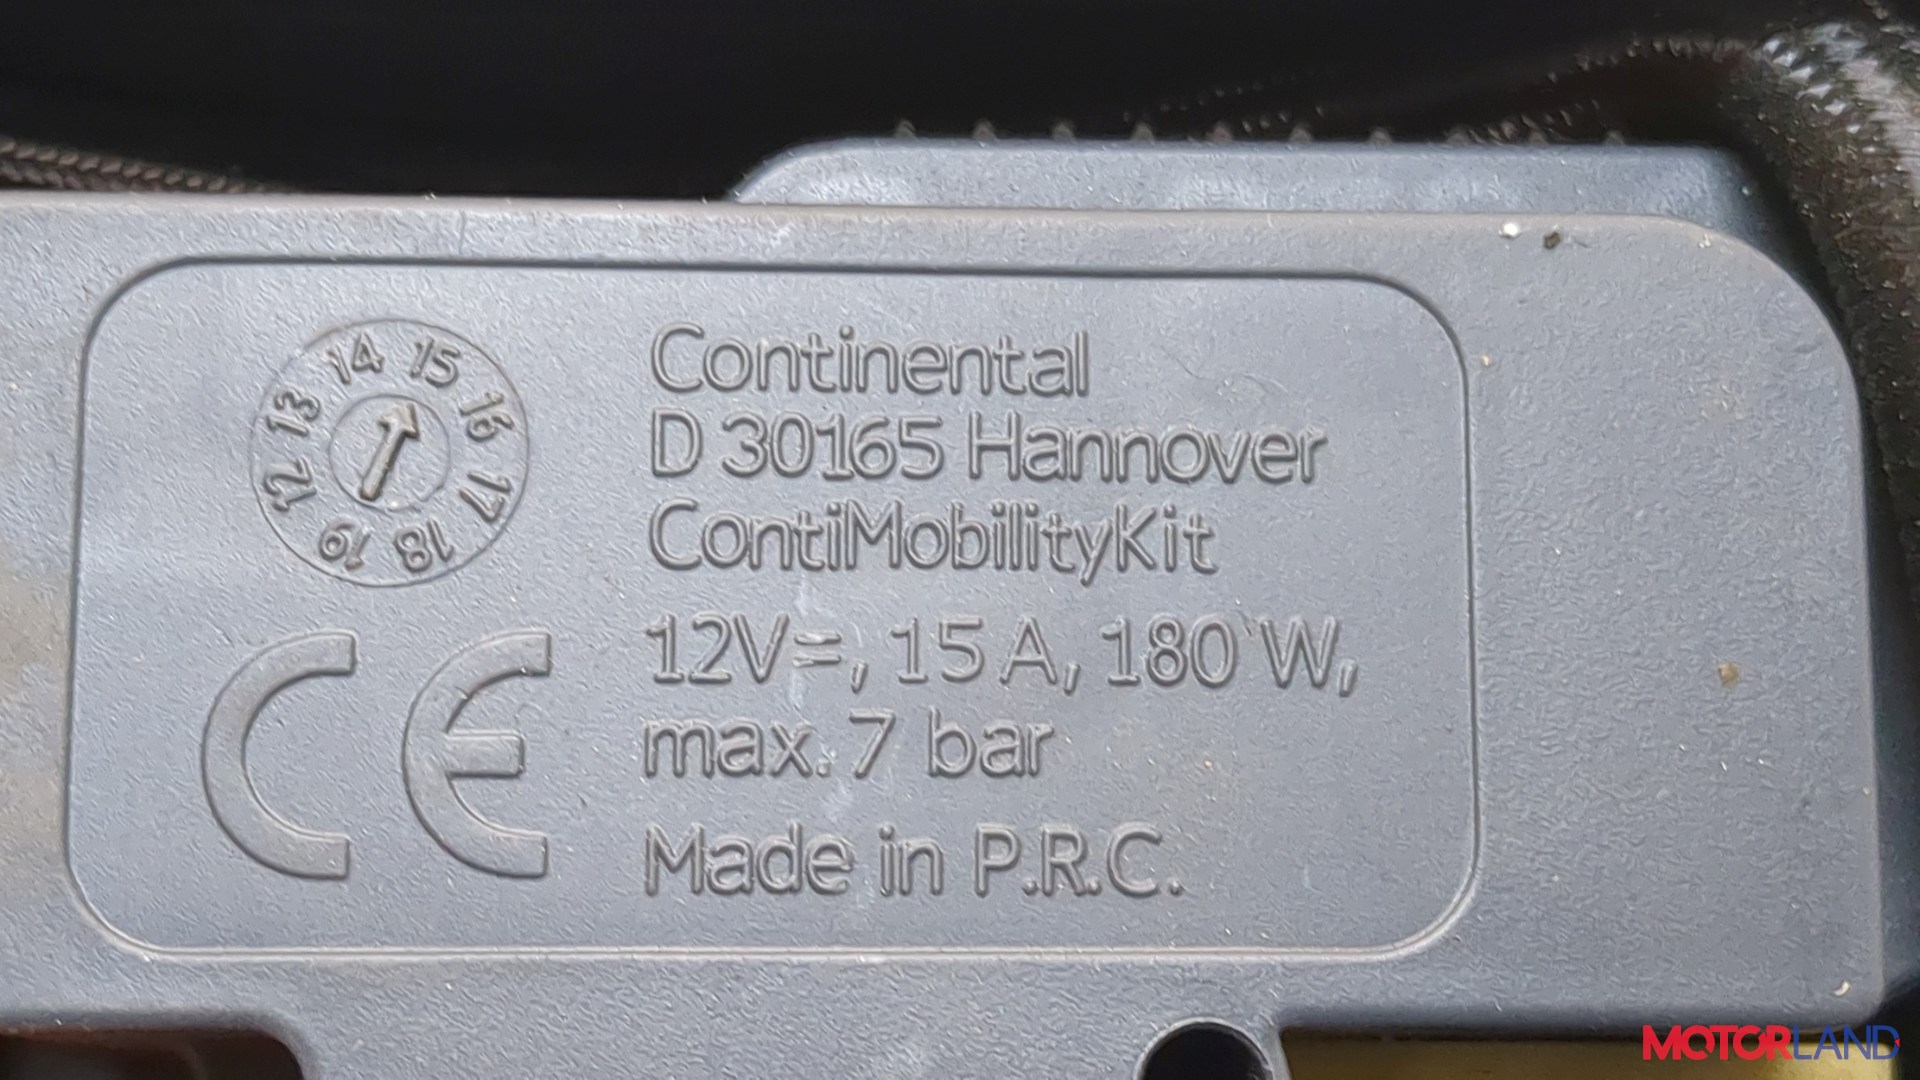 12 13 14 15 16 17 18 19
Continental
D 30165 Hannover
ContiMobilityKit
12V=, 15 A, 180 W,
max. 7 bar
Made in P.R.C.
CE
MOTORLAND